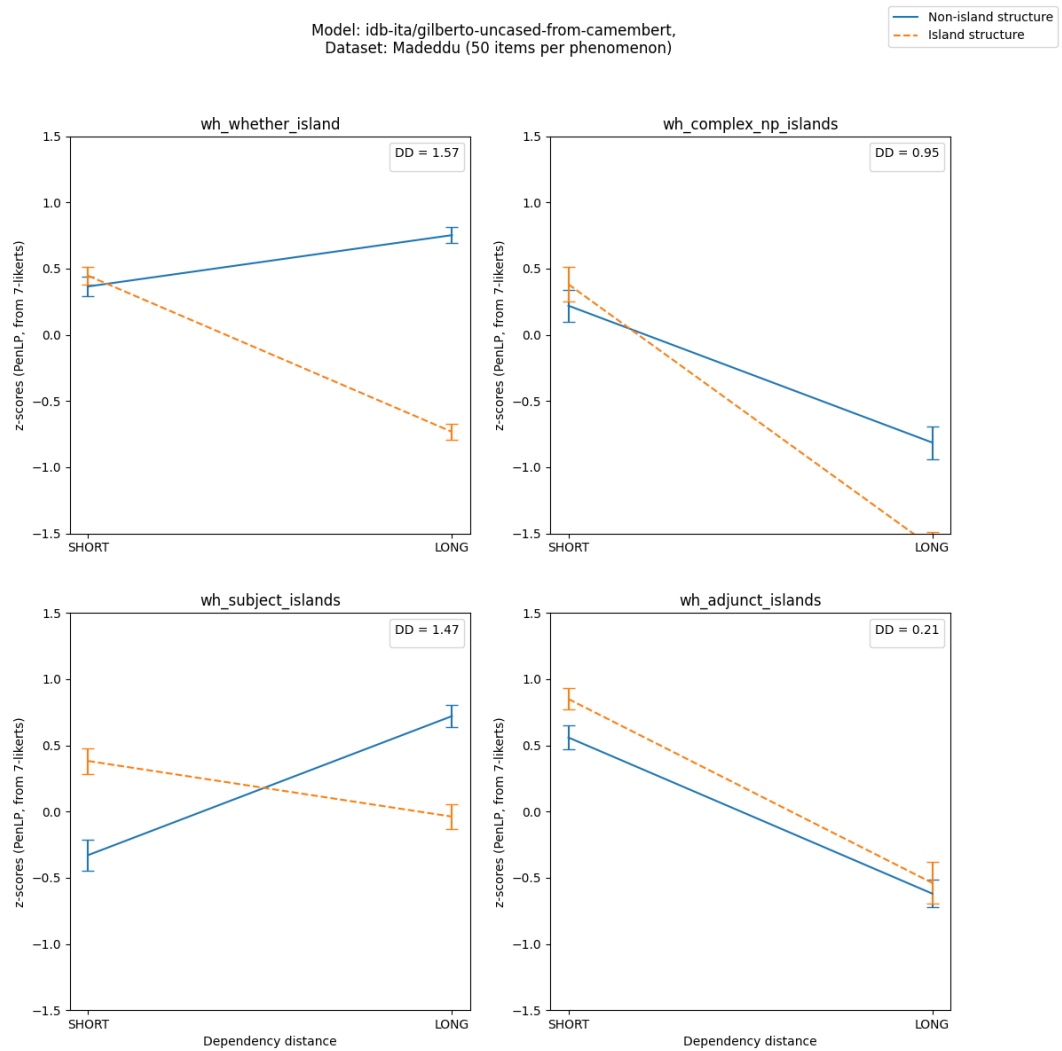 Model: idb-ita/gilberto-uncased-from-camembert,
Dataset: Madeddu (50 items per phenomenon)
Non-island structure
Island structure
wh_whether_island
DD = 1.57
1.5
1.0
0.5
0.0
−0.5
−1.0
−1.5
z-scores (PenLP, from 7-likerts)
SHORT
LONG
wh_complex_np_islands
DD = 0.95
1.5
1.0
0.5
0.0
−0.5
−1.0
−1.5
z-scores (PenLP, from 7-likerts)
SHORT
LONG
wh_subject_islands
DD = 1.47
1.5
1.0
0.5
0.0
−0.5
−1.0
−1.5
z-scores (PenLP, from 7-likerts)
SHORT
LONG
Dependency distance
wh_adjunct_islands
DD = 0.21
1.5
1.0
0.5
0.0
−0.5
−1.0
−1.5
z-scores (PenLP, from 7-likerts)
SHORT
LONG
Dependency distance